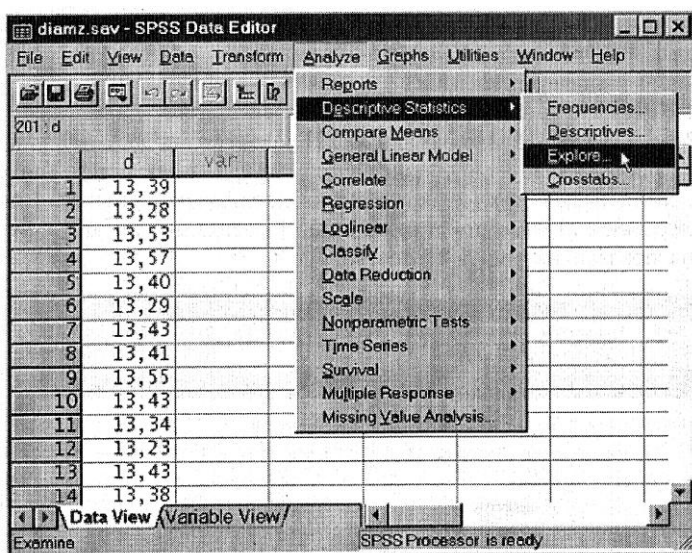 diamz.sav - SPSS Data Editor
File Edit View Data Transform Analyze Graphs Utilities Window Help
201 : d
d var
1 13,39
2 13,28
3 13,53
4 13,57
5 13,40
6 13,29
7 13,43
8 13,41
9 13,55
10 13,43
11 13,34
12 13,23
13 13,43
14 13,38
Reports
Descriptive Statistics
Compare Means
General Linear Model
Correlate
Regression
Loglinear
Classify
Data Reduction
Scale
Nonparametric Tests
Time Series
Survival
Multiple Response
Missing Value Analysis...
Frequencies...
Descriptives...
Explore...
Crosstabs...
Data View Variable View
Examine SPSS Processor is ready